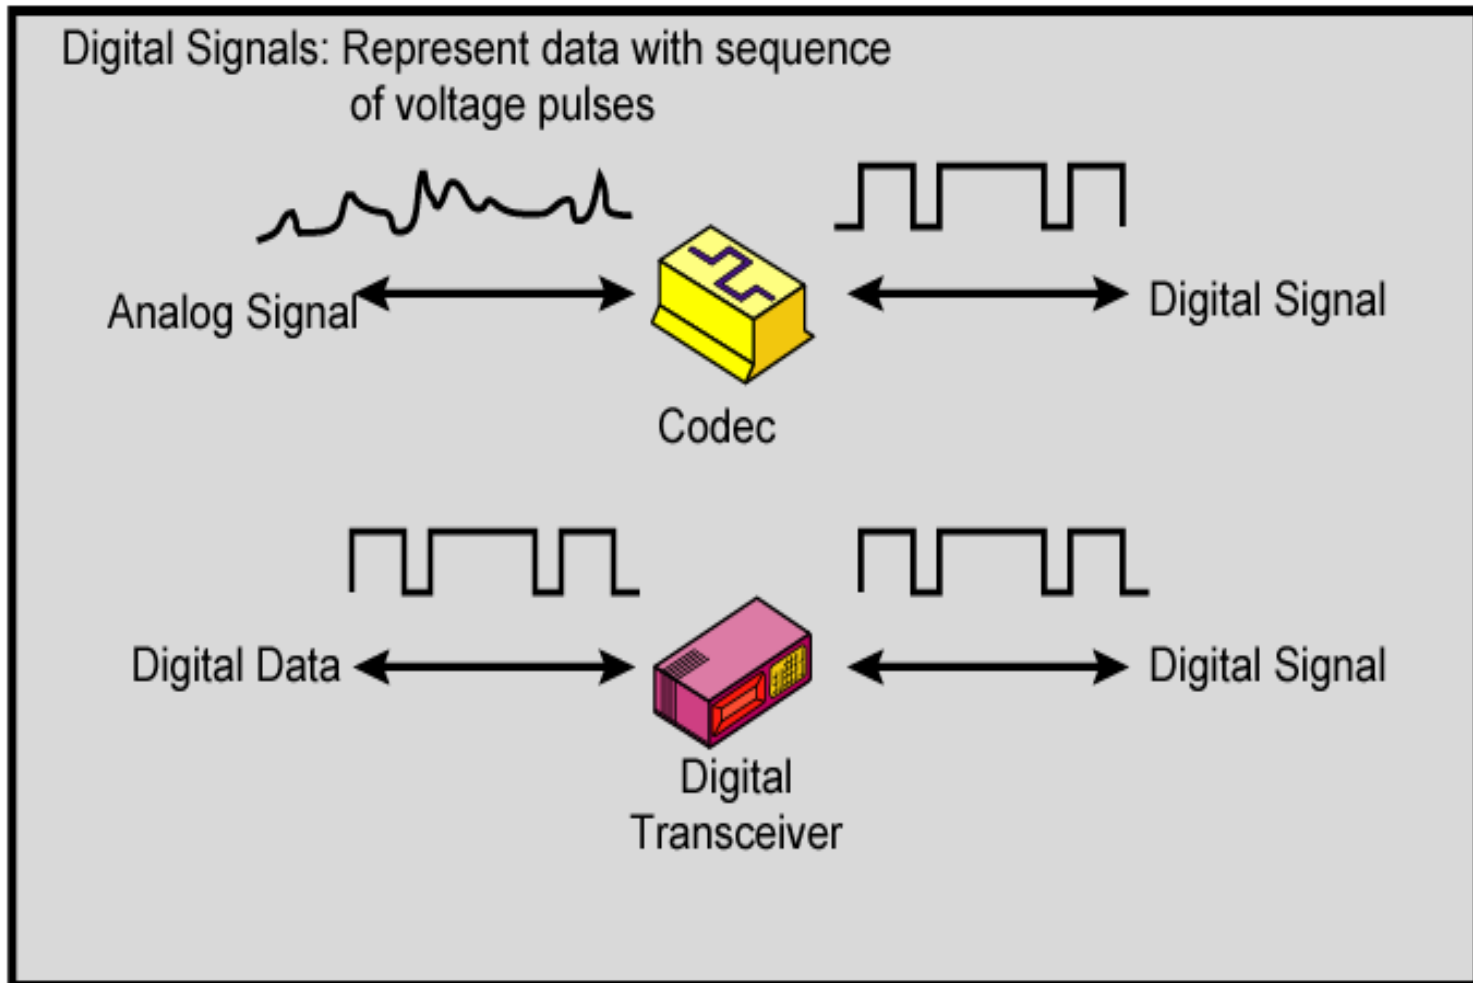 Digital Signals: Represent data with sequence
of voltage pulses
Analog Signal
Digital Signal
Codec
Digital Data
Digital Signal
Digital
Transceiver